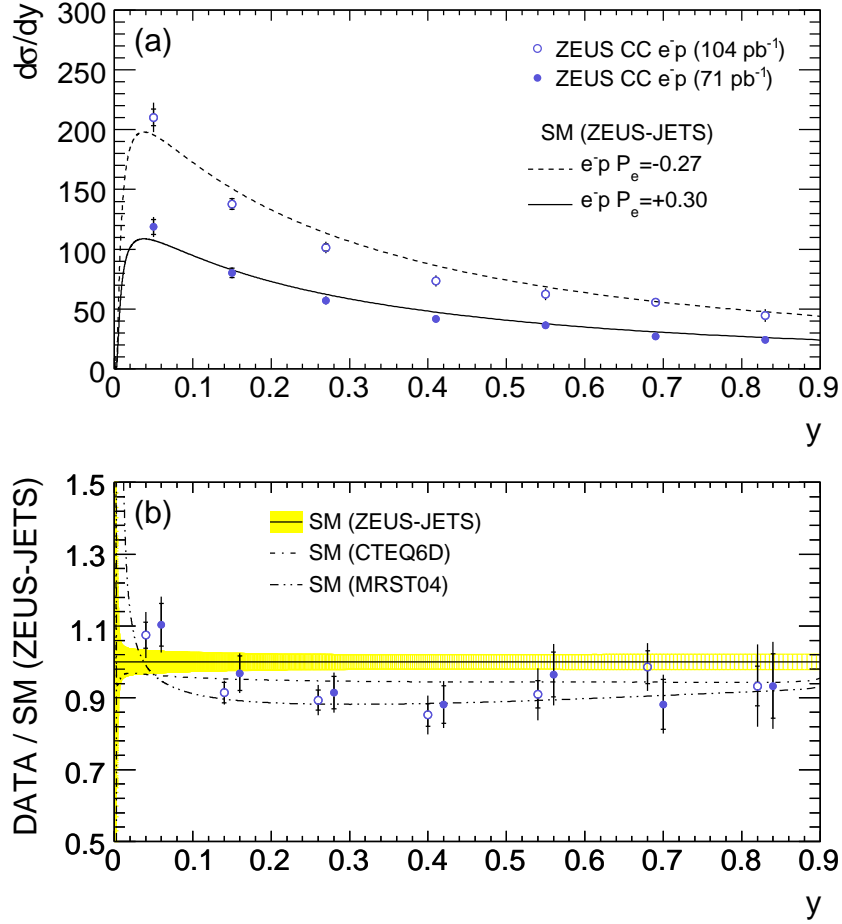 dσ/dy
(a)
300
250
200
150
100
50
0
ZEUS CC e⁻p (104 pb⁻¹)
ZEUS CC e⁻p (71 pb⁻¹)
SM (ZEUS-JETS)
e⁻p Pₑ=-0.27
e⁻p Pₑ=+0.30
0 0.1 0.2 0.3 0.4 0.5 0.6 0.7 0.8 0.9
y
DATA / SM (ZEUS-JETS)
(b)
1.5
1.3
1.1
0.9
0.7
0.5
SM (ZEUS-JETS)
SM (CTEQ6D)
SM (MRST04)
0 0.1 0.2 0.3 0.4 0.5 0.6 0.7 0.8 0.9
y